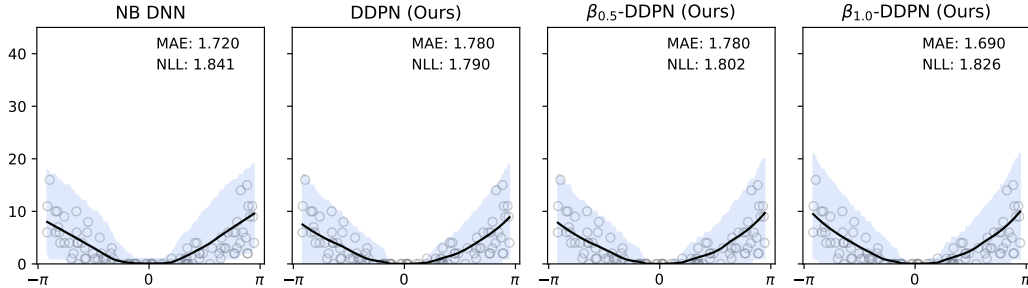 NB DNN
MAE: 1.720
NLL: 1.841
40
30
20
10
0
−π 0 π
DDPN (Ours)
MAE: 1.780
NLL: 1.790
−π 0 π
β0.5-DDPN (Ours)
MAE: 1.780
NLL: 1.802
−π 0 π
β1.0-DDPN (Ours)
MAE: 1.690
NLL: 1.826
−π 0 π